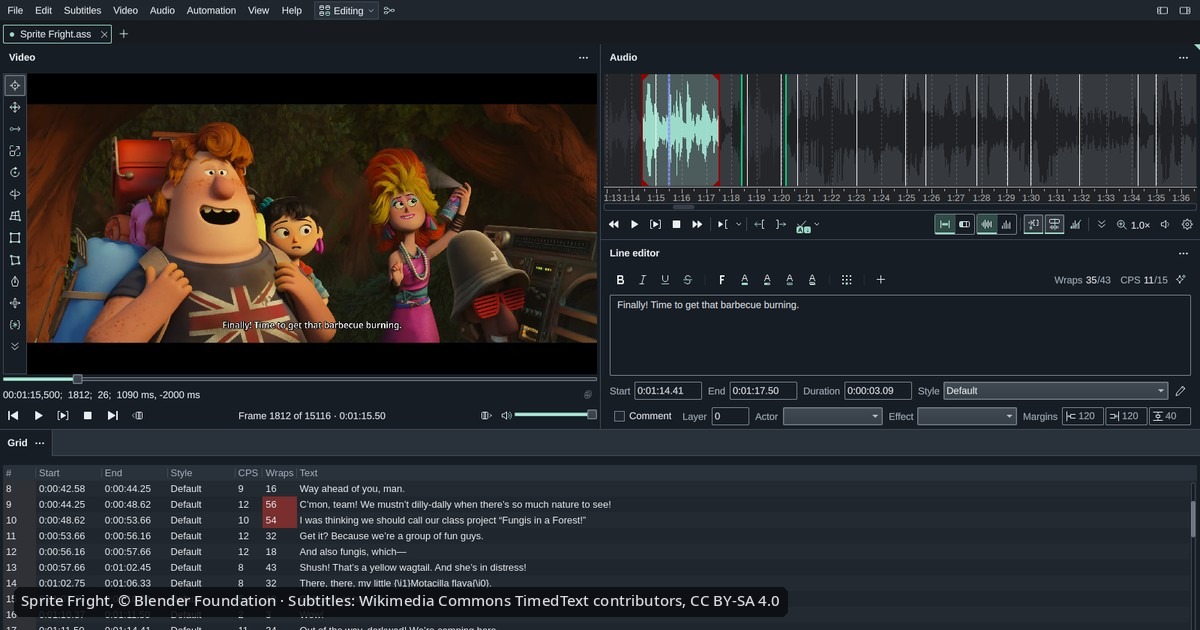 File Edit Subtitles Video Audio Automation View Help Editing
Sprite Fright.ass
Video
Finally! Time to get that barbecue burning.
00:01:15,500; 1812; 26; 1090 ms, -2000 ms
Frame 1812 of 15116 · 0:01:15.50
Audio
1:13 1:14 1:15 1:16 1:17 1:18 1:19 1:20 1:21 1:22 1:23 1:24 1:25 1:26 1:27 1:28 1:29 1:30 1:31 1:32 1:33 1:34 1:35 1:36
1.0×
Line editor
B I U S F A A A A Wraps 35/43 CPS 11/15
Finally! Time to get that barbecue burning.
Start 0:01:14.41 End 0:01:17.50 Duration 0:00:03.09 Style Default
Comment Layer 0 Actor Effect Margins 120 120 40
Grid
# Start End Style CPS Wraps Text
8 0:00:42.58 0:00:44.25 Default 9 16 Way ahead of you, man.
9 0:00:44.25 0:00:48.62 Default 12 56 C’mon, team! We mustn’t dilly-dally when there’s so much nature to see!
10 0:00:48.62 0:00:53.66 Default 10 54 I was thinking we should call our class project “Fungis in a Forest!”
11 0:00:53.66 0:00:56.16 Default 12 32 Get it? Because we’re a group of fun guys.
12 0:00:56.16 0:00:57.66 Default 12 18 And also fungis, which—
13 0:00:57.66 0:01:02.45 Default 8 43 Shush! That’s a yellow wagtail. And she’s in distress!
14 0:01:02.75 0:01:06.33 Default 8 32 There, there, my little {\i1}Motacilla flava{\i0}.
Sprite Fright, © Blender Foundation · Subtitles: Wikimedia Commons TimedText contributors, CC BY-SA 4.0
16